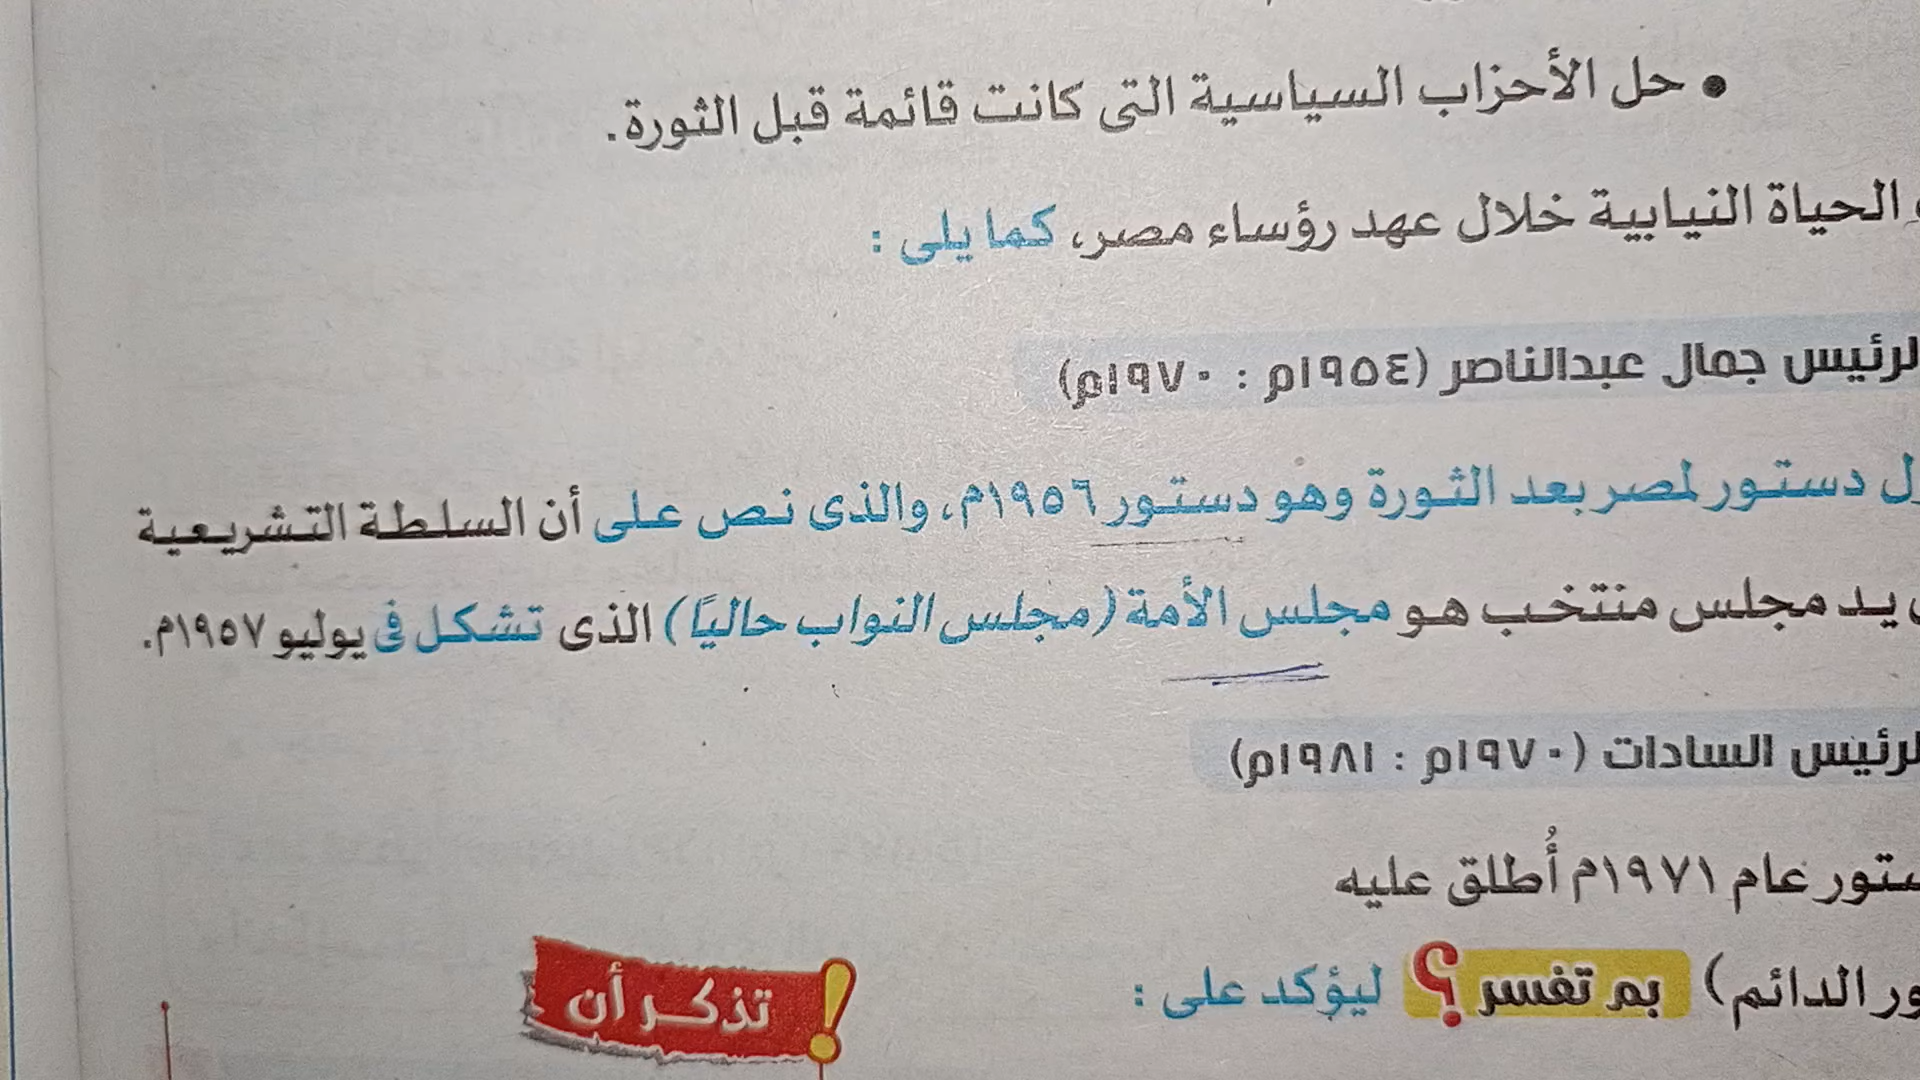 • حل الأحزاب السياسية التى كانت قائمة قبل الثورة.
الحياة النيابية خلال عهد رؤساء مصر، كما يلى :
لرئيس جمال عبدالناصر (١٩٥٤م : ١٩٧٠م)
دستور لمصر بعد الثورة وهو دستور ١٩٥٦م، والذى نص على أن السلطة التشريعية
يد مجلس منتخب هو مجلس الأمة (مجلس النواب حاليًا) الذى تشكل فى يوليو ١٩٥٧م.
لرئيس السادات (١٩٧٠م : ١٩٨١م)
ستور عام ١٩٧١م أُطلق عليه
ور الدائم) بم تفسر؟ ليؤكد على :
تذكر أن !